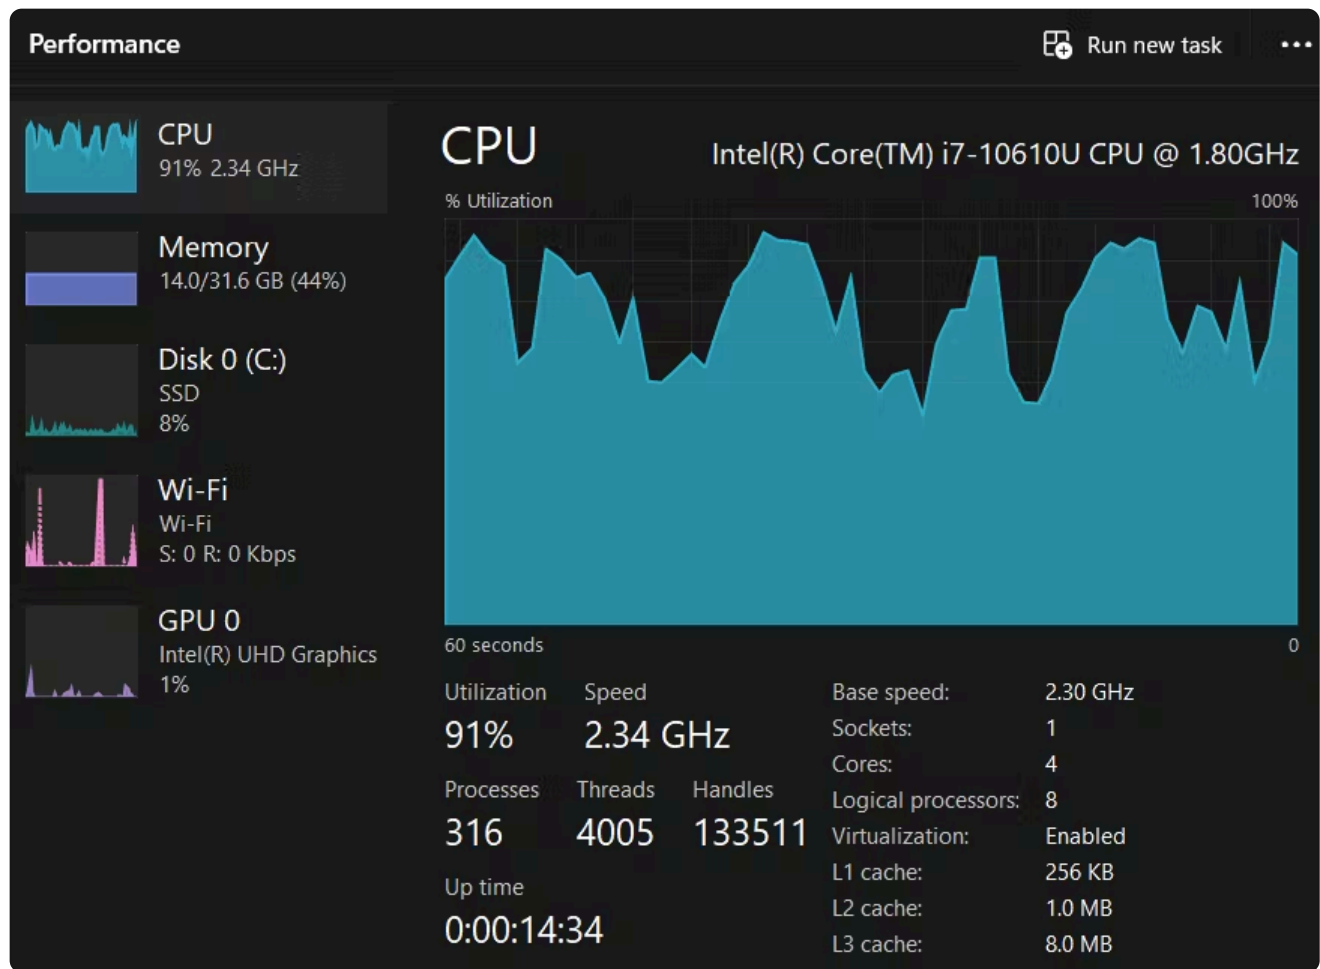 Performance
Run new task
CPU
91% 2.34 GHz
Memory
14.0/31.6 GB (44%)
Disk 0 (C:)
SSD
8%
Wi-Fi
Wi-Fi
S: 0 R: 0 Kbps
GPU 0
Intel(R) UHD Graphics
1%
CPU
Intel(R) Core(TM) i7-10610U CPU @ 1.80GHz
% Utilization
100%
60 seconds
0
Utilization Speed
91% 2.34 GHz
Processes Threads Handles
316 4005 133511
Up time
0:00:14:34
Base speed: 2.30 GHz
Sockets: 1
Cores: 4
Logical processors: 8
Virtualization: Enabled
L1 cache: 256 KB
L2 cache: 1.0 MB
L3 cache: 8.0 MB